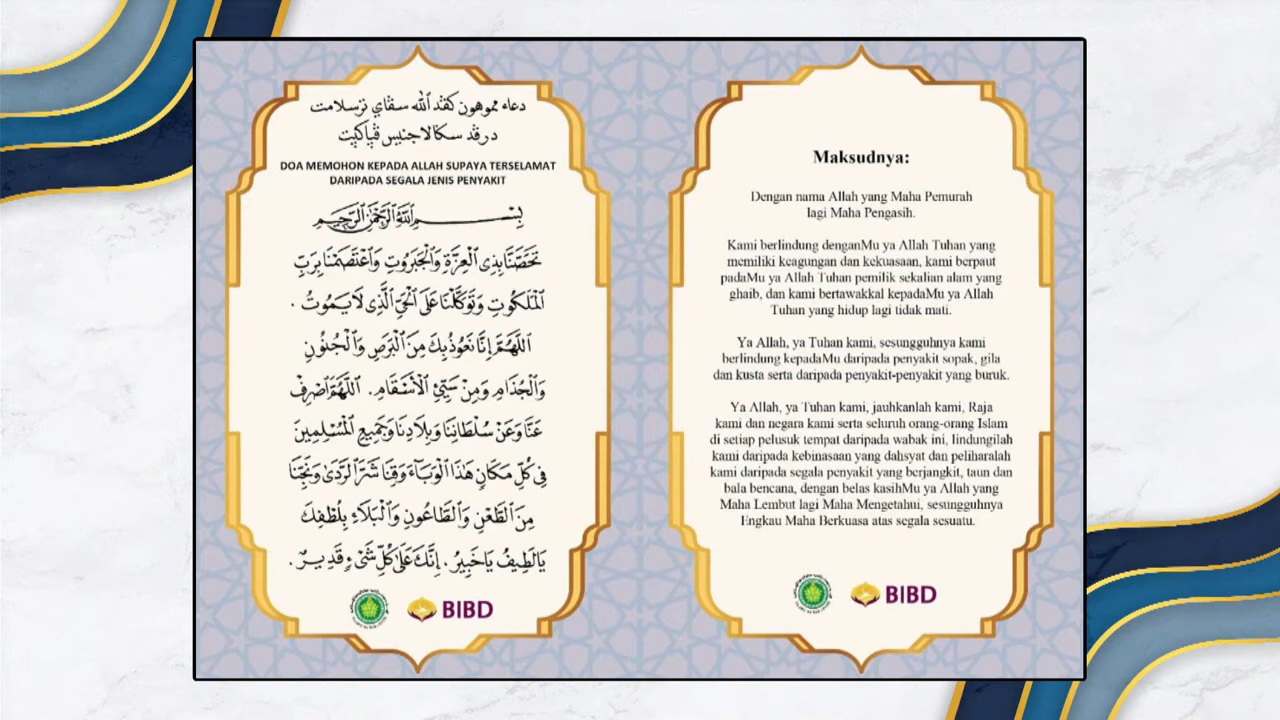 دعاء مموهون كڤد الله سڤاي ترسلامت
درڤد سݢالا جنيس ڤڽاكيت
DOA MEMOHON KEPADA ALLAH SUPAYA TERSELAMAT
DARIPADA SEGALA JENIS PENYAKIT
بِسْمِ اللَّهِ الرَّحْمَنِ الرَّحِيمِ
تَحَصَّنَّا بِذِي الْعِزَّةِ وَالْجَبَرُوتِ وَاعْتَصَمْنَا بِرَبِّ
الْمَلَكُوتِ وَتَوَكَّلْنَا عَلَى الْحَيِّ الَّذِي لَا يَمُوتُ .
اللَّهُمَّ إِنَّا نَعُوذُ بِكَ مِنَ الْبَرَصِ وَالْجُنُونِ
وَالْجُذَامِ وَمِنْ سَيِّئِ الْأَسْقَامِ. اللَّهُمَّ اصْرِفْ
عَنَّا وَعَنْ سُلْطَانِنَا وَبِلَادِنَا وَجَمِيعِ الْمُسْلِمِينَ
فِي كُلِّ مَكَانٍ هَذَا الْوَبَاءَ وَقِنَا شَرَّ الرَّدَى وَنَجِّنَا
مِنَ الطَّعْنِ وَالطَّاعُونِ وَالْبَلَاءِ بِلُطْفِكَ
يَا لَطِيفُ يَا خَبِيرُ . إِنَّكَ عَلَى كُلِّ شَيْءٍ قَدِيرٌ .
BIBD
Maksudnya:
Dengan nama Allah yang Maha Pemurah
lagi Maha Pengasih.
Kami berlindung denganMu ya Allah Tuhan yang
memiliki keagungan dan kekuasaan, kami berpaut
padaMu ya Allah Tuhan pemilik sekalian alam yang
ghaib, dan kami bertawakkal kepadaMu ya Allah
Tuhan yang hidup lagi tidak mati.
Ya Allah, ya Tuhan kami, sesungguhnya kami
berlindung kepadaMu daripada penyakit sopak, gila
dan kusta serta daripada penyakit-penyakit yang buruk.
Ya Allah, ya Tuhan kami, jauhkanlah kami, Raja
kami dan negara kami serta seluruh orang-orang Islam
di setiap pelusuk tempat daripada wabak ini, lindungilah
kami daripada kebinasaan yang dahsyat dan peliharalah
kami daripada segala penyakit yang berjangkit, taun dan
bala bencana, dengan belas kasihMu ya Allah yang
Maha Lembut lagi Maha Mengetahui, sesungguhnya
Engkau Maha Berkuasa atas segala sesuatu.
BIBD